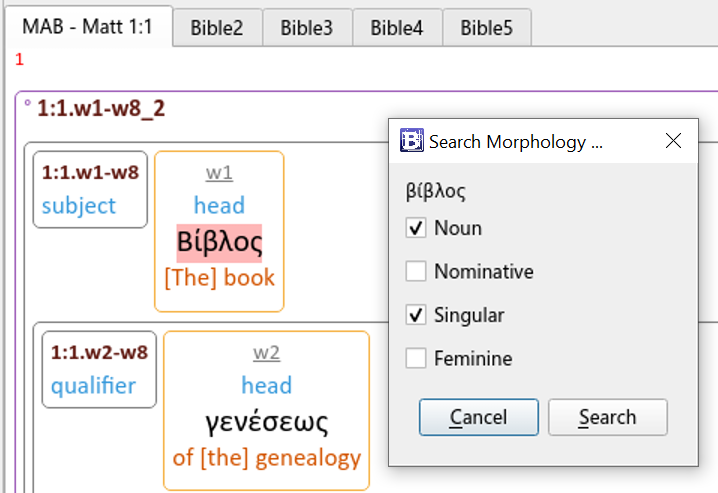 MAB - Matt 1:1 Bible2 Bible3 Bible4 Bible5
1
° 1:1.w1-w8_2
1:1.w1-w8
subject
w1
head
Βίβλος
[The] book
1:1.w2-w8
qualifier
w2
head
γενέσεως
of [the] genealogy
Search Morphology ...
βίβλος
Noun
Nominative
Singular
Feminine
Cancel Search